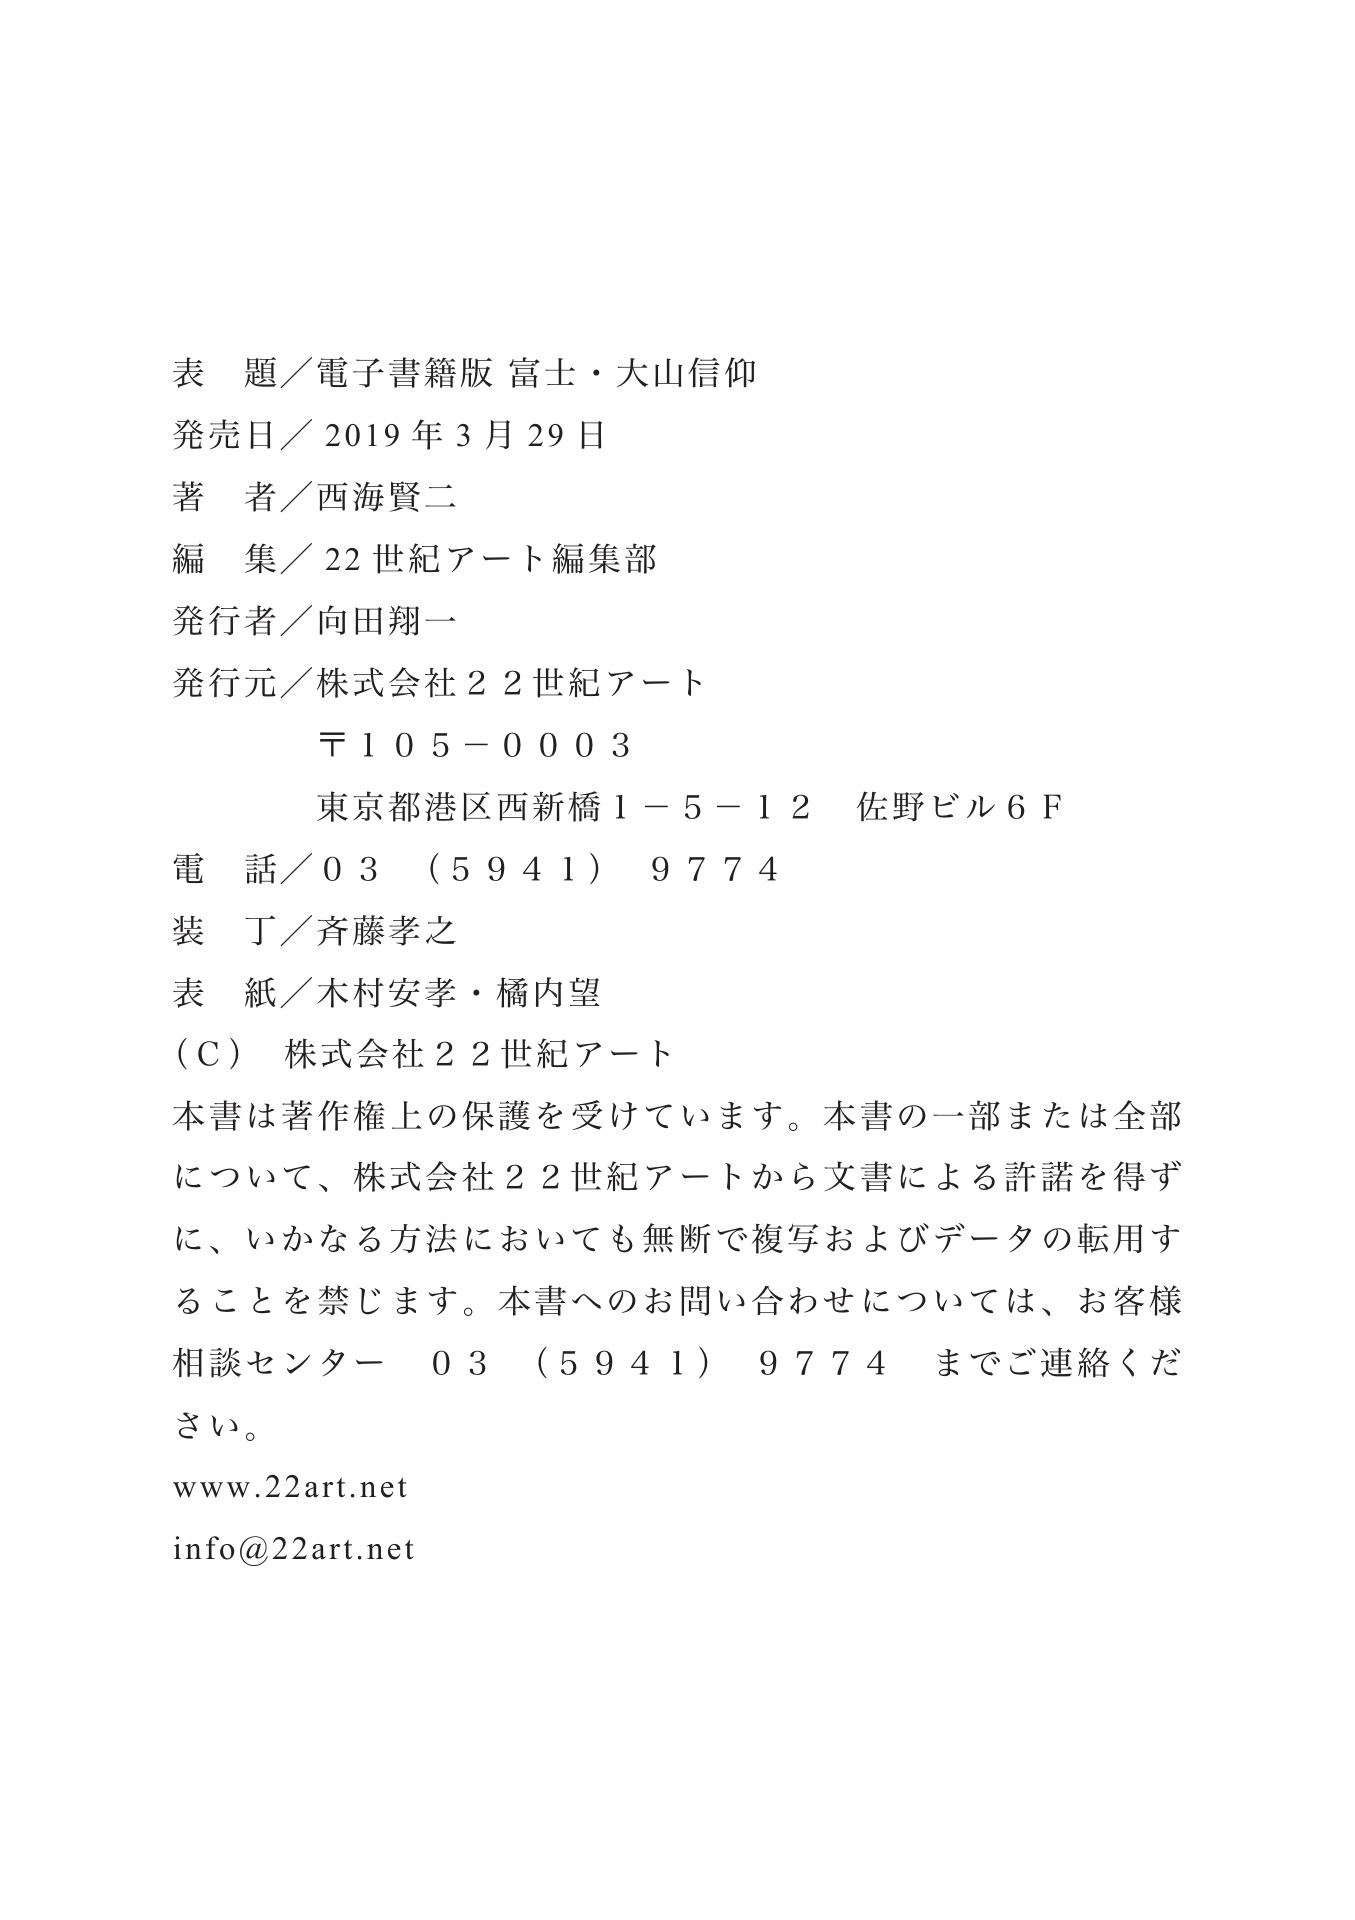 表　題／電子書籍版 富士・大山信仰
発売日／ 2019 年 3 月 29 日
著　者／西海賢二
編　集／ 22 世紀アート編集部
発行者／向田翔一
発行元／株式会社２２世紀アート
〒１０５－０００３
東京都港区西新橋１－５－１２　佐野ビル６Ｆ
電　話／０３　（５９４１）　９７７４
装　丁／斉藤孝之
表　紙／木村安孝・橘内望
（Ｃ）　株式会社２２世紀アート
本書は著作権上の保護を受けています。本書の一部または全部
について、株式会社２２世紀アートから文書による許諾を得ず
に、いかなる方法においても無断で複写およびデータの転用す
ることを禁じます。本書へのお問い合わせについては、お客様
相談センター　０３　（５９４１）　９７７４　までご連絡くだ
さい。
www.22art.net
info@22art.net